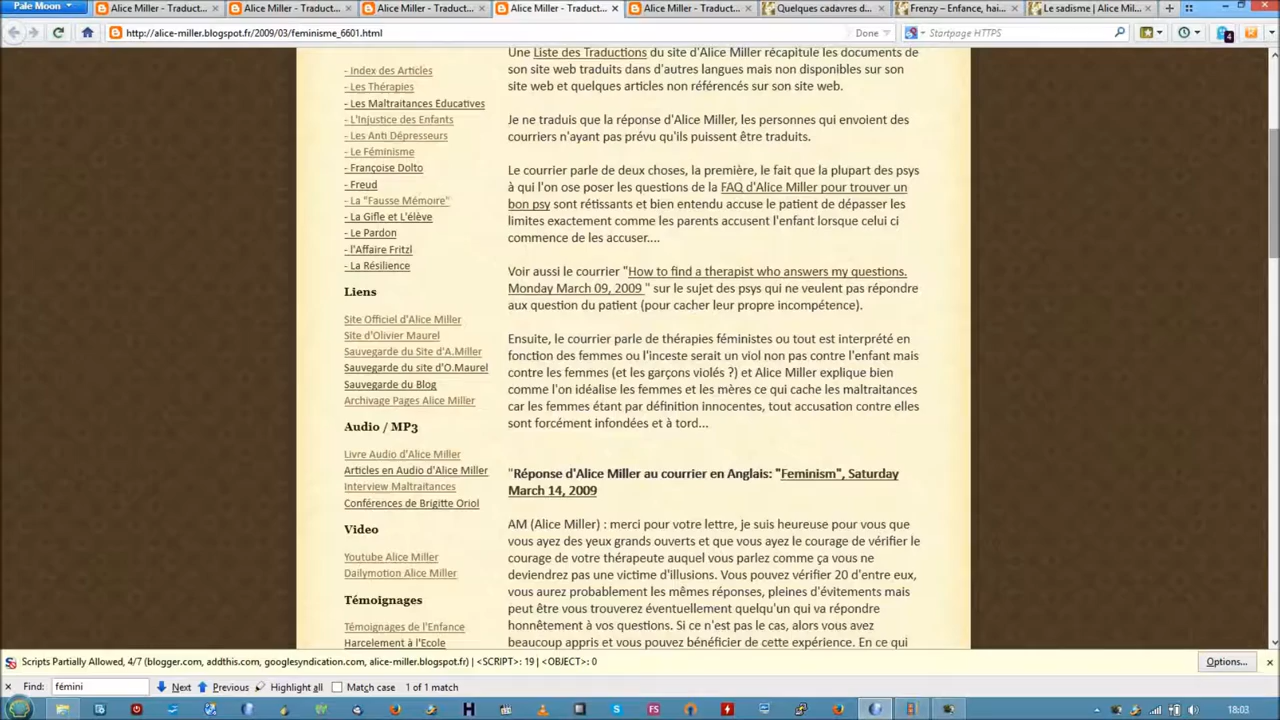 Pale Moon
Alice Miller - Traduct...
Alice Miller - Traduct...
Alice Miller - Traduct...
Alice Miller - Traduct...
Alice Miller - Traduct...
Quelques cadavres d...
Frenzy – Enfance, hai...
Le sadisme | Alice Mil...
http://alice-miller.blogspot.fr/2009/03/feminisme_6601.html
Done
Startpage HTTPS
4
- Index des Articles
- Les Thérapies
- Les Maltraitances Educatives
- L'Injustice des Enfants
- Les Anti Dépresseurs
- Le Féminisme
- Françoise Dolto
- Freud
- La "Fausse Mémoire"
- La Gifle et L'élève
- Le Pardon
- l'Affaire Fritzl
- La Résilience
Liens
Site Officiel d'Alice Miller
Site d'Olivier Maurel
Sauvegarde du Site d'A.Miller
Sauvegarde du site d'O.Maurel
Sauvegarde du Blog
Archivage Pages Alice Miller
Audio / MP3
Livre Audio d'Alice Miller
Articles en Audio d'Alice Miller
Interview Maltraitances
Conférences de Brigitte Oriol
Video
Youtube Alice Miller
Dailymotion Alice Miller
Témoignages
Témoignages de l'Enfance
Harcelement à l'Ecole
Une Liste des Traductions du site d'Alice Miller récapitule les documents de
son site web traduits dans d'autres langues mais non disponibles sur son
site web et quelques articles non référencés sur son site web.
Je ne traduis que la réponse d'Alice Miller, les personnes qui envoient des
courriers n'ayant pas prévu qu'ils puissent être traduits.
Le courrier parle de deux choses, la première, le fait que la plupart des psys
à qui l'on ose poser les questions de la FAQ d'Alice Miller pour trouver un
bon psy sont rétissants et bien entendu accuse le patient de dépasser les
limites exactement comme les parents accusent l'enfant lorsque celui ci
commence de les accuser....
Voir aussi le courrier "How to find a therapist who answers my questions.
Monday March 09, 2009 " sur le sujet des psys qui ne veulent pas répondre
aux question du patient (pour cacher leur propre incompétence).
Ensuite, le courrier parle de thérapies féministes ou tout est interprété en
fonction des femmes ou l'inceste serait un viol non pas contre l'enfant mais
contre les femmes (et les garçons violés ?) et Alice Miller explique bien
comme l'on idéalise les femmes et les mères ce qui cache les maltraitances
car les femmes étant par définition innocentes, tout accusation contre elles
sont forcément infondées et à tord...
"Réponse d'Alice Miller au courrier en Anglais: "Feminism", Saturday
March 14, 2009
AM (Alice Miller) : merci pour votre lettre, je suis heureuse pour vous que
vous ayez des yeux grands ouverts et que vous ayez le courage de vérifier le
courage de votre thérapeute auquel vous parlez comme ça vous ne
deviendrez pas une victime d'illusions. Vous pouvez vérifier 20 d'entre eux,
vous aurez probablement les mêmes réponses, pleines d'évitements mais
peut être vous trouverez éventuellement quelqu'un qui va répondre
honnêtement à vos questions. Si ce n'est pas le cas, alors vous avez
beaucoup appris et vous pouvez bénéficier de cette expérience. En ce qui
Scripts Partially Allowed, 4/7 (blogger.com, addthis.com, googlesyndication.com, alice-miller.blogspot.fr) | <SCRIPT>: 19 | <OBJECT>: 0
Options...
Find:
fémini
Next
Previous
Highlight all
Match case
1 of 1 match
18:03